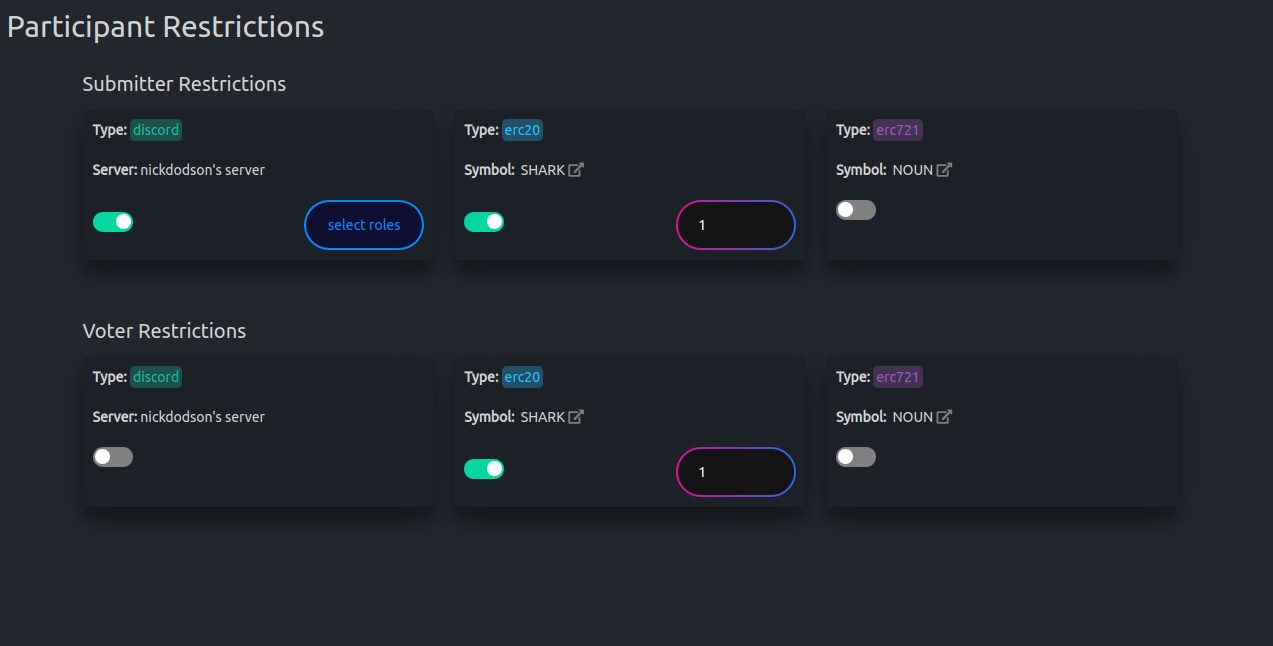 Participant Restrictions
Submitter Restrictions
Type: discord
Server: nickdodson's server
select roles
Type: erc20
Symbol: SHARK
1
Type: erc721
Symbol: NOUN
Voter Restrictions
Type: discord
Server: nickdodson's server
Type: erc20
Symbol: SHARK
1
Type: erc721
Symbol: NOUN